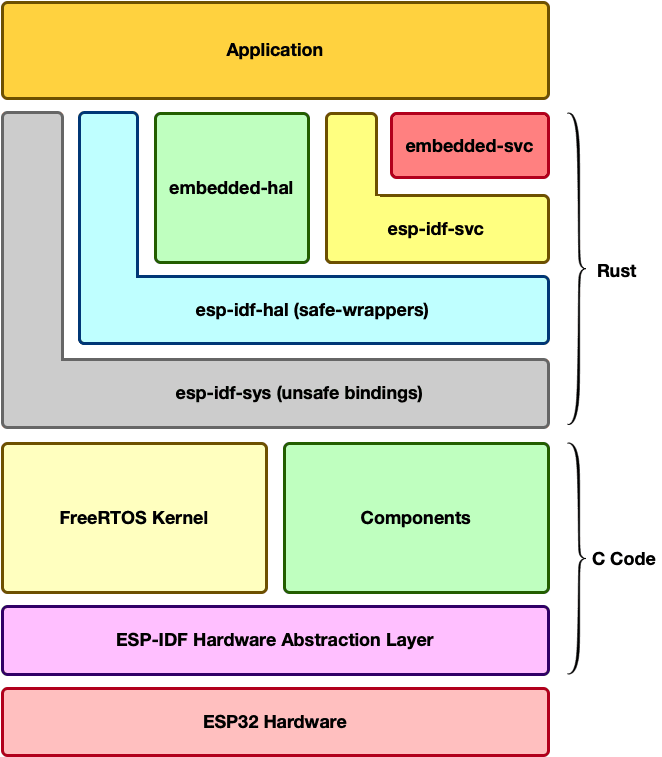 Application
embedded-svc
embedded-hal
esp-idf-svc
Rust
esp-idf-hal (safe-wrappers)
esp-idf-sys (unsafe bindings)
FreeRTOS Kernel
Components
C Code
ESP-IDF Hardware Abstraction Layer
ESP32 Hardware